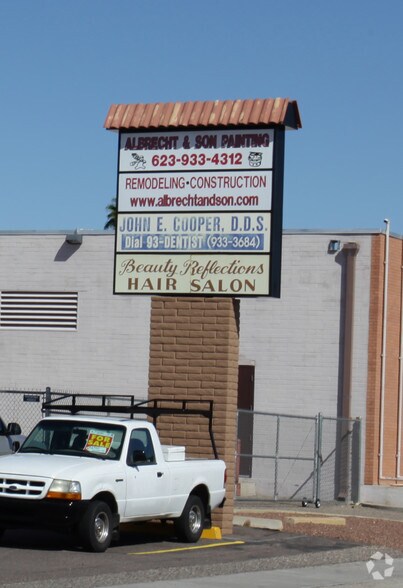 ALBRECHT & SON PAINTING
623-933-4312
REMODELING•CONSTRUCTION
www.albrechtandson.com
JOHN E. COOPER, D.D.S.
Dial 93-DENTIST (933-3684)
Beauty Reflections
HAIR SALON
FOR
SALE